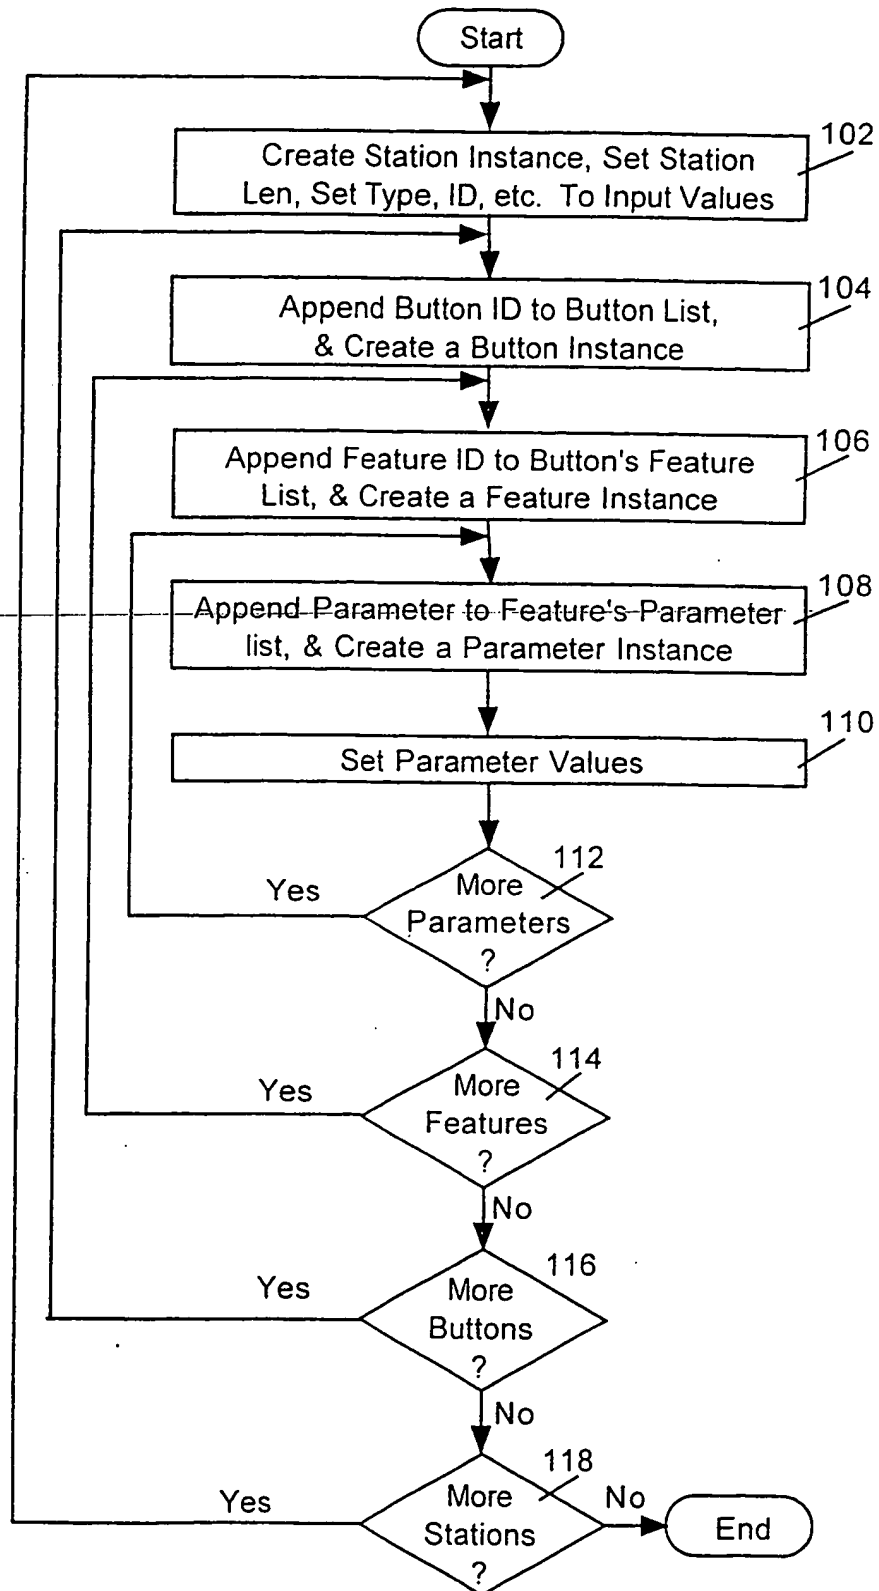 Start
102
Create Station Instance, Set Station
Len, Set Type, ID, etc. To Input Values
104
Append Button ID to Button List,
& Create a Button Instance
106
Append Feature ID to Button's Feature
List, & Create a Feature Instance
108
Append Parameter to Feature's Parameter
list, & Create a Parameter Instance
110
Set Parameter Values
112
Yes
More
Parameters
?
No
114
Yes
More
Features
?
No
116
Yes
More
Buttons
?
No
118
Yes
More
Stations
?
No
End